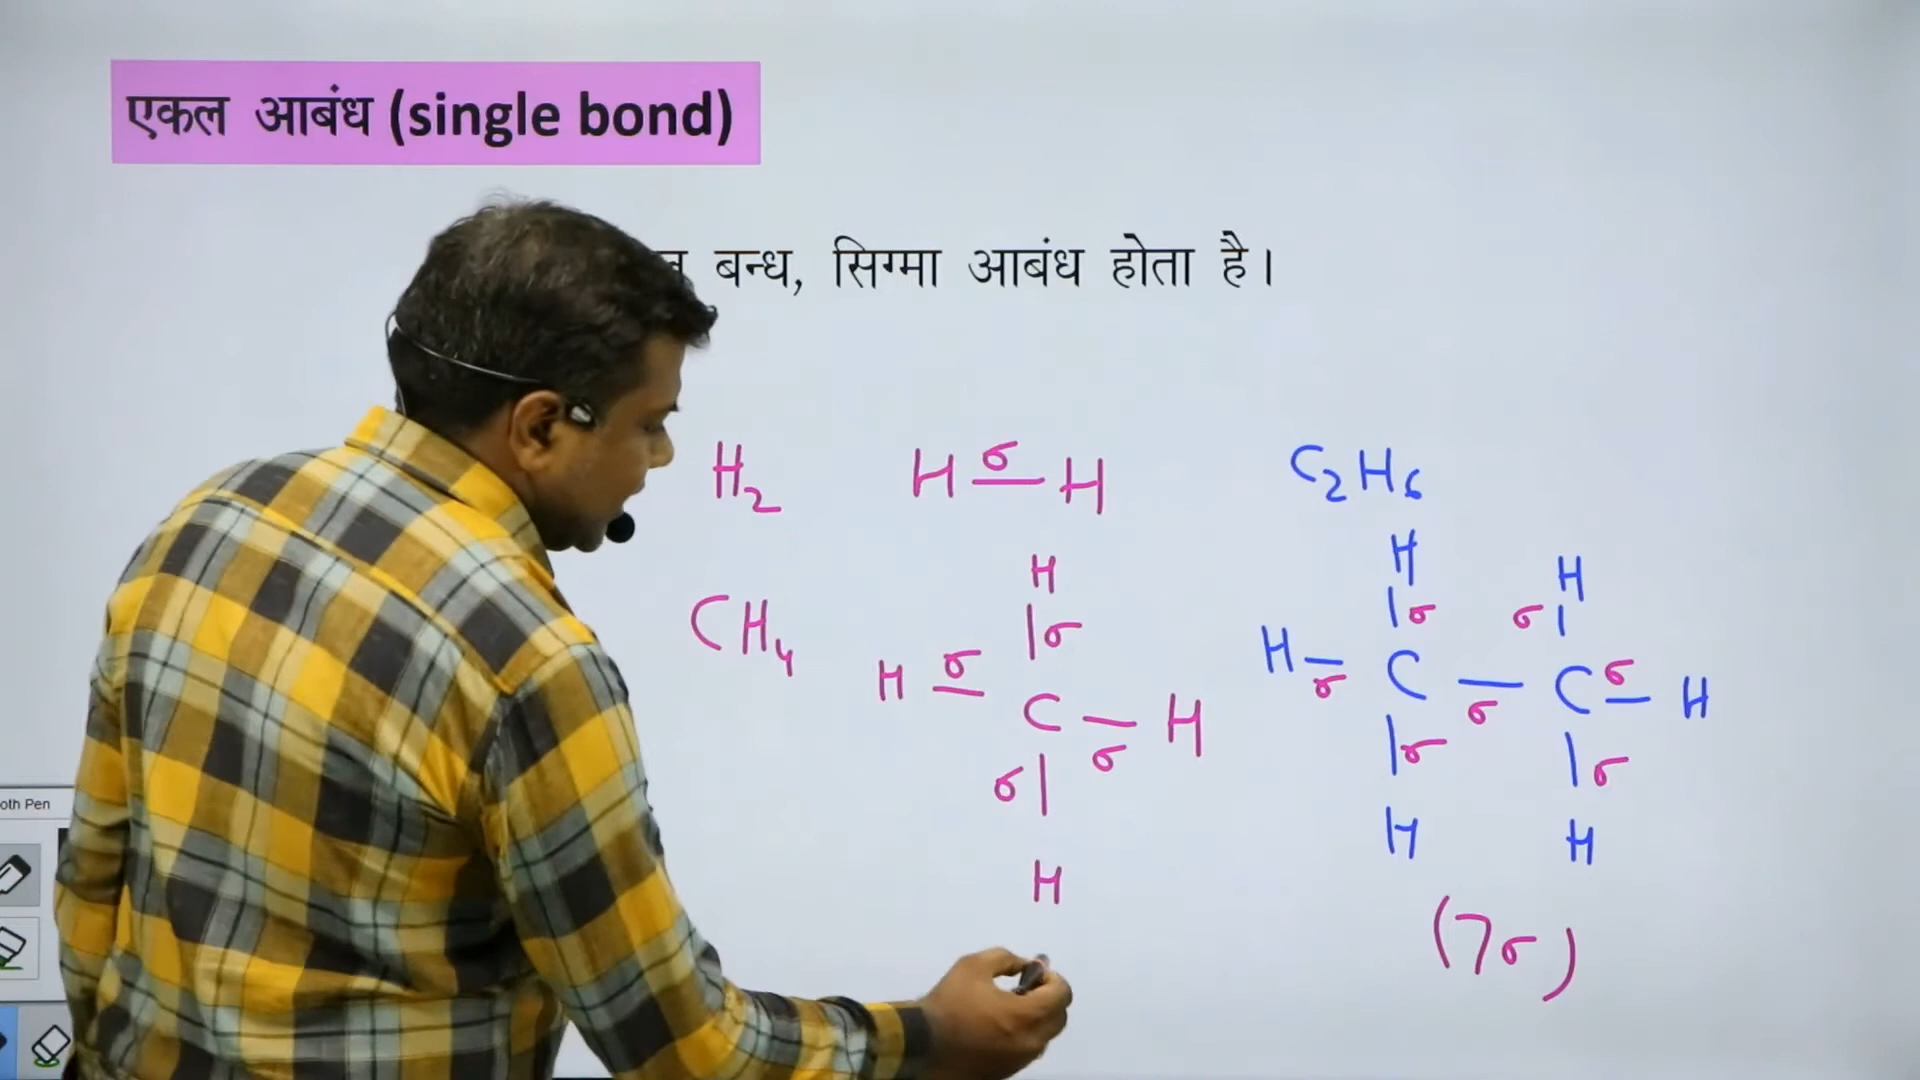 एकल आबंध (single bond)
बन्ध, सिग्मा आबंध होता है।
H2 H σ H C2H6
H
H
H
σ
σ
CH4
σ
H σ C σ H
H σ C σ C σ H
σ
σ
σ
H
H
H
(7σ)
oth Pen